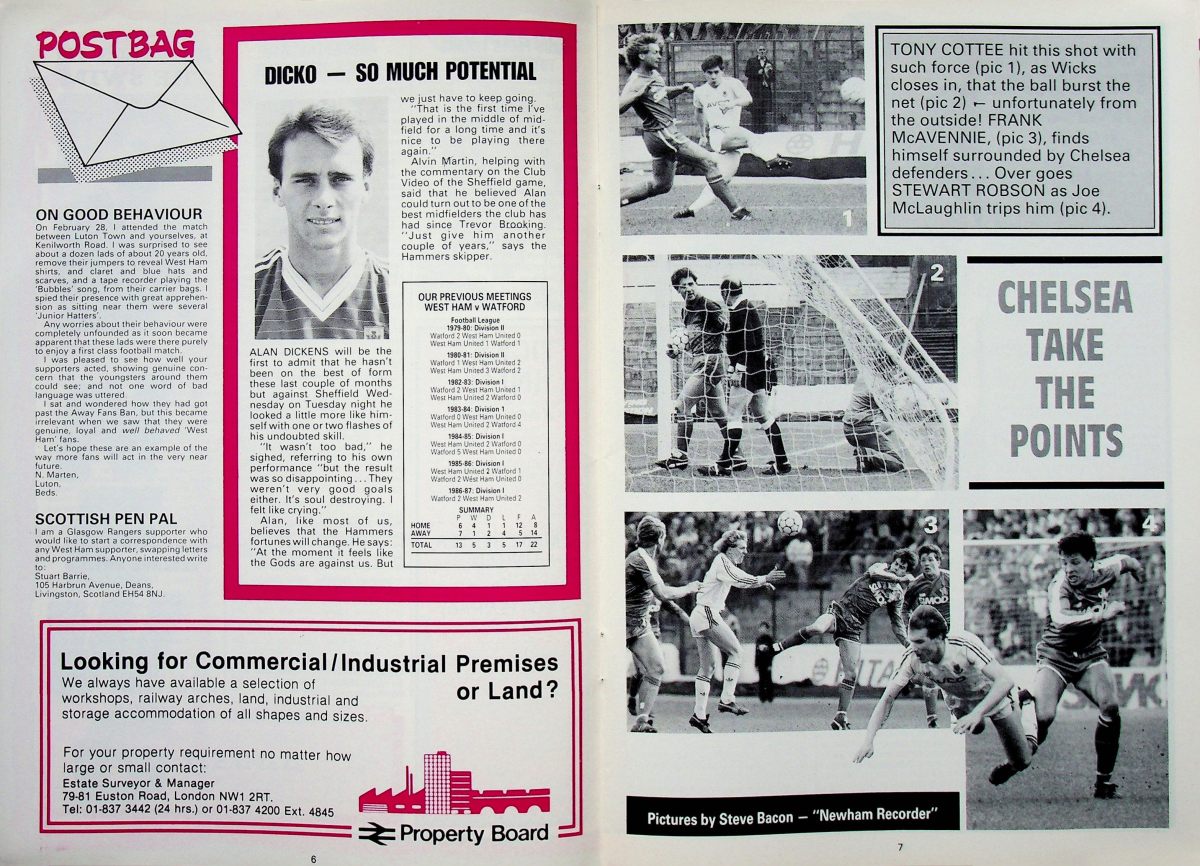 POSTBAG
ON GOOD BEHAVIOUR
On February 28, I attended the match
between Luton Town and yourselves, at
Kenilworth Road. I was surprised to see
about a dozen lads of about 20 years old,
remove their jumpers to reveal West Ham
shirts, and claret and blue hats and
scarves, and a tape recorder playing the
'Bubbles' song, from their carrier bags. I
spied their presence with great apprehen-
sion as sitting near them were several
'Junior Hatters'.
Any worries about their behaviour were
completely unfounded as it soon became
apparent that these lads were there purely
to enjoy a first class football match.
I was pleased to see how well your
supporters acted, showing genuine con-
cern that the youngsters around them
could see; and not one word of bad
language was uttered
I sat and wondered how they had got
past the Away Fans Ban, but this became
irrelevant when we saw that they were
genuine, loyal and well behaved 'West
Ham' fans.
Let's hope these are an example of the
way more fans will act in the very near
future.
N. Marten,
Luton,
Beds.
SCOTTISH PEN PAL
I am a Glasgow Rangers supporter who
would like to start a correspondence with
any West Ham supporter, swapping letters
and programmes. Anyone interested write
to:
Stuart Barrie,
105 Harbrun Avenue, Deans,
Livingston, Scotland EH54 8NJ.
DICKO — SO MUCH POTENTIAL
ALAN DICKENS will be the
first to admit that he hasn't
been on the best of form
these last couple of months
but against Sheffield Wed-
nesday on Tuesday night he
looked a little more like him-
self with one or two flashes of
his undoubted skill.
"It wasn't too bad," he
sighed, referring to his own
performance "but the result
was so disappointing... They
weren't very good goals
either. It's soul destroying. I
felt like crying."
Alan, like most of us,
believes that the Hammers
fortunes will change. He says:
"At the moment it feels like
the Gods are against us. But
we just have to keep going.
"That is the first time I've
played in the middle of mid-
field for a long time and it's
nice to be playing there
again."
Alvin Martin, helping with
the commentary on the Club
Video of the Sheffield game,
said that he believed Alan
could turn out to be one of the
best midfielders the club has
had since Trevor Brooking.
"Just give him another
couple of years," says the
Hammers skipper.
OUR PREVIOUS MEETINGS
WEST HAM v WATFORD
Football League
1979-80: Division II
Watford 2 West Ham United 0
West Ham United 1 Watford 1
1980-81: Division II
Watford 1 West Ham United 2
West Ham United 3 Watford 2
1982-83: Division I
Watford 2 West Ham United 1
West Ham United 2 Watford 1
1983-84: Division 1
Watford 0 West Ham United 0
West Ham United 2 Watford 4
1984-85: Division I
West Ham United 2 Watford 0
Watford 5 West Ham United 0
1985-86: Division I
West Ham United 2 Watford 1
Watford 0 West Ham United 2
1986-87: Division I
Watford 2 West Ham United 2
SUMMARY
P W D L F A
HOME 6 4 1 1 12 8
AWAY 7 1 2 4 5 14
TOTAL 13 5 3 5 17 22
Looking for Commercial/Industrial Premises
or Land?
We always have available a selection of
workshops, railway arches, land, industrial and
storage accommodation of all shapes and sizes.
For your property requirement no matter how
large or small contact:
Estate Surveyor & Manager
79-81 Euston Road, London NW1 2RT.
Tel: 01-837 3442 (24 hrs.) or 01-837 4200 Ext. 4845
Property Board
6
1
TONY COTTEE hit this shot with
such force (pic 1), as Wicks
closes in, that the ball burst the
net (pic 2) — unfortunately from
the outside! FRANK
McAVENNIE, (pic 3), finds
himself surrounded by Chelsea
defenders... Over goes
STEWART ROBSON as Joe
McLaughlin trips him (pic 4).
2
CHELSEA
TAKE
THE
POINTS
3
4
Pictures by Steve Bacon — "Newham Recorder"
7